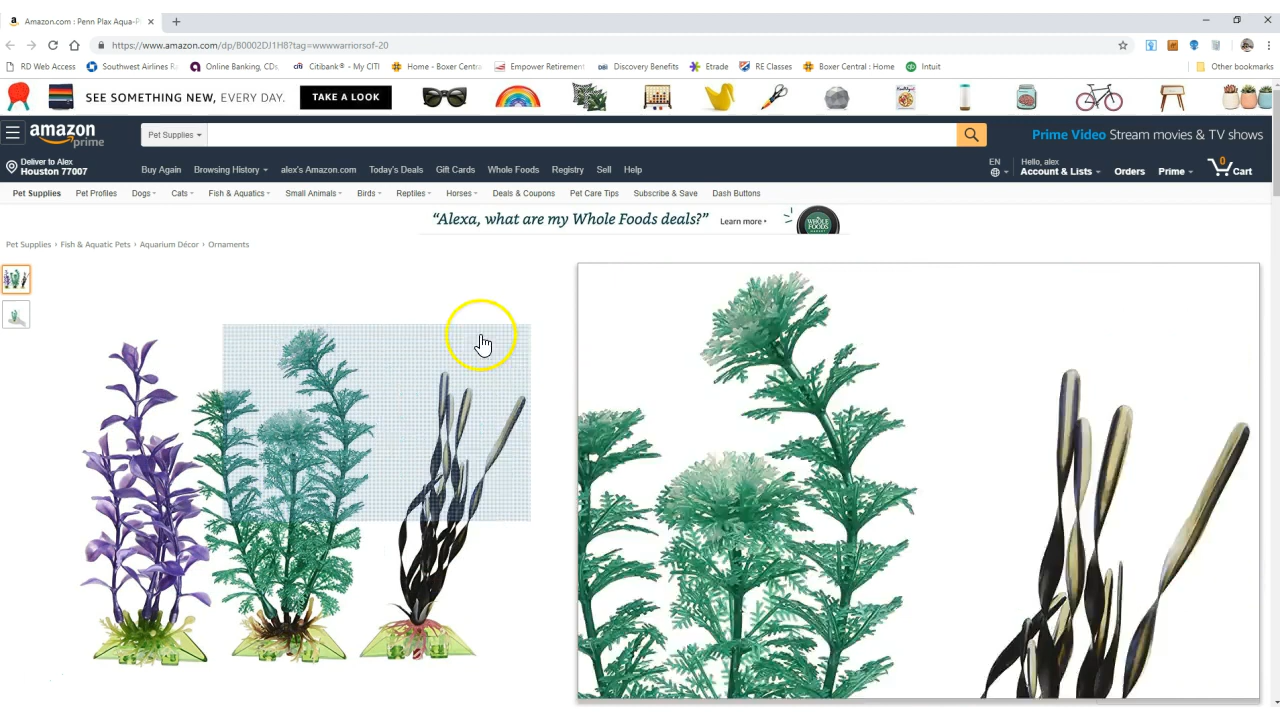 Amazon.com : Penn Plax Aqua-P
https://www.amazon.com/dp/B0002DJ1H8?tag=wwwwarriorsof-20
RD Web Access Southwest Airlines R Online Banking, CDs, Citibank® - My CITI Home - Boxer Centra Empower Retirement Discovery Benefits Etrade RE Classes Boxer Central : Home Intuit Other bookmarks
SEE SOMETHING NEW, EVERY DAY. TAKE A LOOK
amazon prime Pet Supplies Prime Video Stream movies & TV shows
Deliver to Alex
Houston 77007
Buy Again Browsing History alex's Amazon.com Today's Deals Gift Cards Whole Foods Registry Sell Help
EN Hello, alex
Account & Lists Orders Prime 0 Cart
Pet Supplies Pet Profiles Dogs Cats Fish & Aquatics Small Animals Birds Reptiles Horses Deals & Coupons Pet Care Tips Subscribe & Save Dash Buttons
“Alexa, what are my Whole Foods deals?” Learn more WHOLE FOODS MARKET
Pet Supplies › Fish & Aquatic Pets › Aquarium Décor › Ornaments